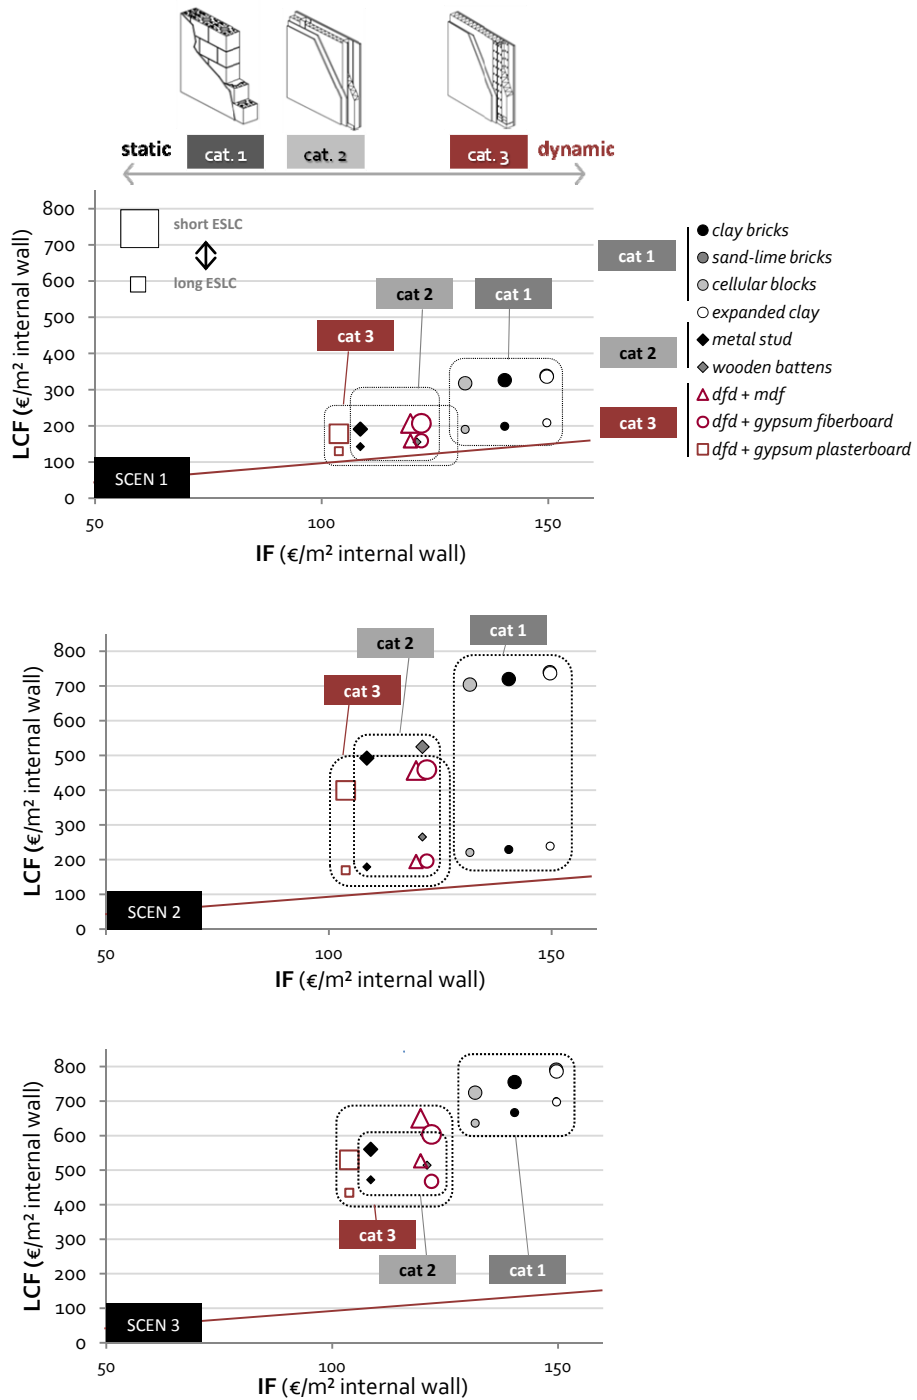 static cat. 1 cat. 2 cat. 3 dynamic
LCF (€/m² internal wall)
800
700
600
500
400
300
200
100
0
short ESLC
long ESLC
cat 2
cat 1
cat 3
SCEN 1
50 100 150
IF (€/m² internal wall)
cat 1
clay bricks
sand-lime bricks
cellular blocks
expanded clay
cat 2
metal stud
wooden battens
cat 3
dfd + mdf
dfd + gypsum fiberboard
dfd + gypsum plasterboard
LCF (€/m² internal wall)
800
700
600
500
400
300
200
100
0
cat 1
cat 2
cat 3
SCEN 2
50 100 150
IF (€/m² internal wall)
LCF (€/m² internal wall)
800
700
600
500
400
300
200
100
0
cat 3
cat 2
cat 1
SCEN 3
50 100 150
IF (€/m² internal wall)